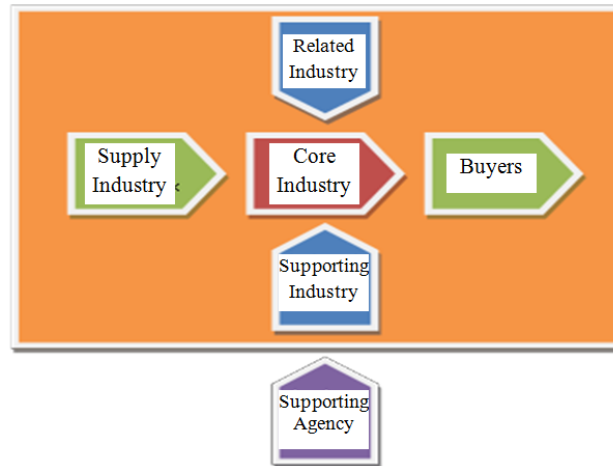 Related
Industry
Supply
Industry
Core
Industry
Buyers
Supporting
Industry
Supporting
Agency